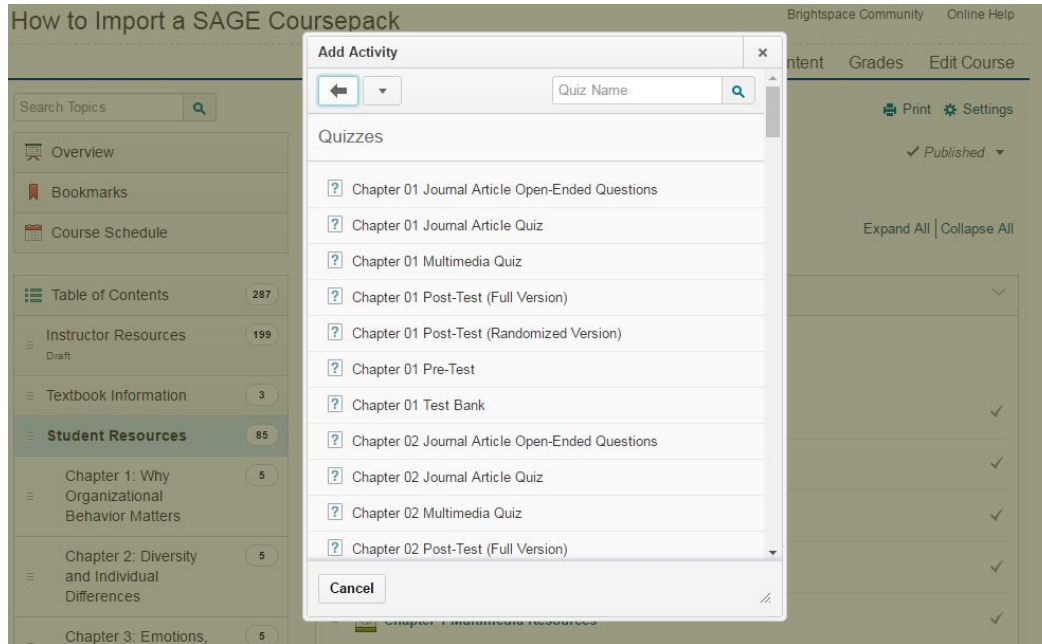 How to Import a SAGE Coursepack
Brightspace Community Online Help
Content Grades Edit Course
Search Topics
Print Settings
Overview
Published
Bookmarks
Course Schedule
Expand All Collapse All
Table of Contents 287
Instructor Resources 199
Draft
Textbook Information 3
Student Resources 85
Chapter 1: Why 5
Organizational
Behavior Matters
Chapter 2: Diversity 5
and Individual
Differences
Chapter 3: Emotions, 5
Add Activity
Quiz Name
Quizzes
Chapter 01 Journal Article Open-Ended Questions
Chapter 01 Journal Article Quiz
Chapter 01 Multimedia Quiz
Chapter 01 Post-Test (Full Version)
Chapter 01 Post-Test (Randomized Version)
Chapter 01 Pre-Test
Chapter 01 Test Bank
Chapter 02 Journal Article Open-Ended Questions
Chapter 02 Journal Article Quiz
Chapter 02 Multimedia Quiz
Chapter 02 Post-Test (Full Version)
Cancel
Chapter 1 Multimedia Resources